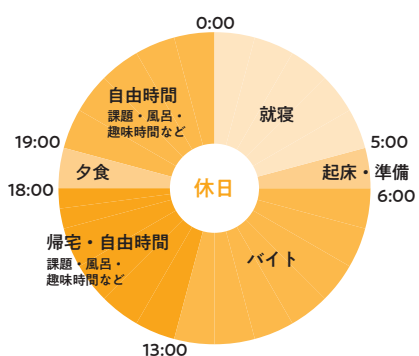 0:00
就寝
5:00
起床・準備
6:00
バイト
13:00
帰宅・自由時間
課題・風呂・
趣味時間など
18:00
夕食
19:00
自由時間
課題・風呂・
趣味時間など
休日